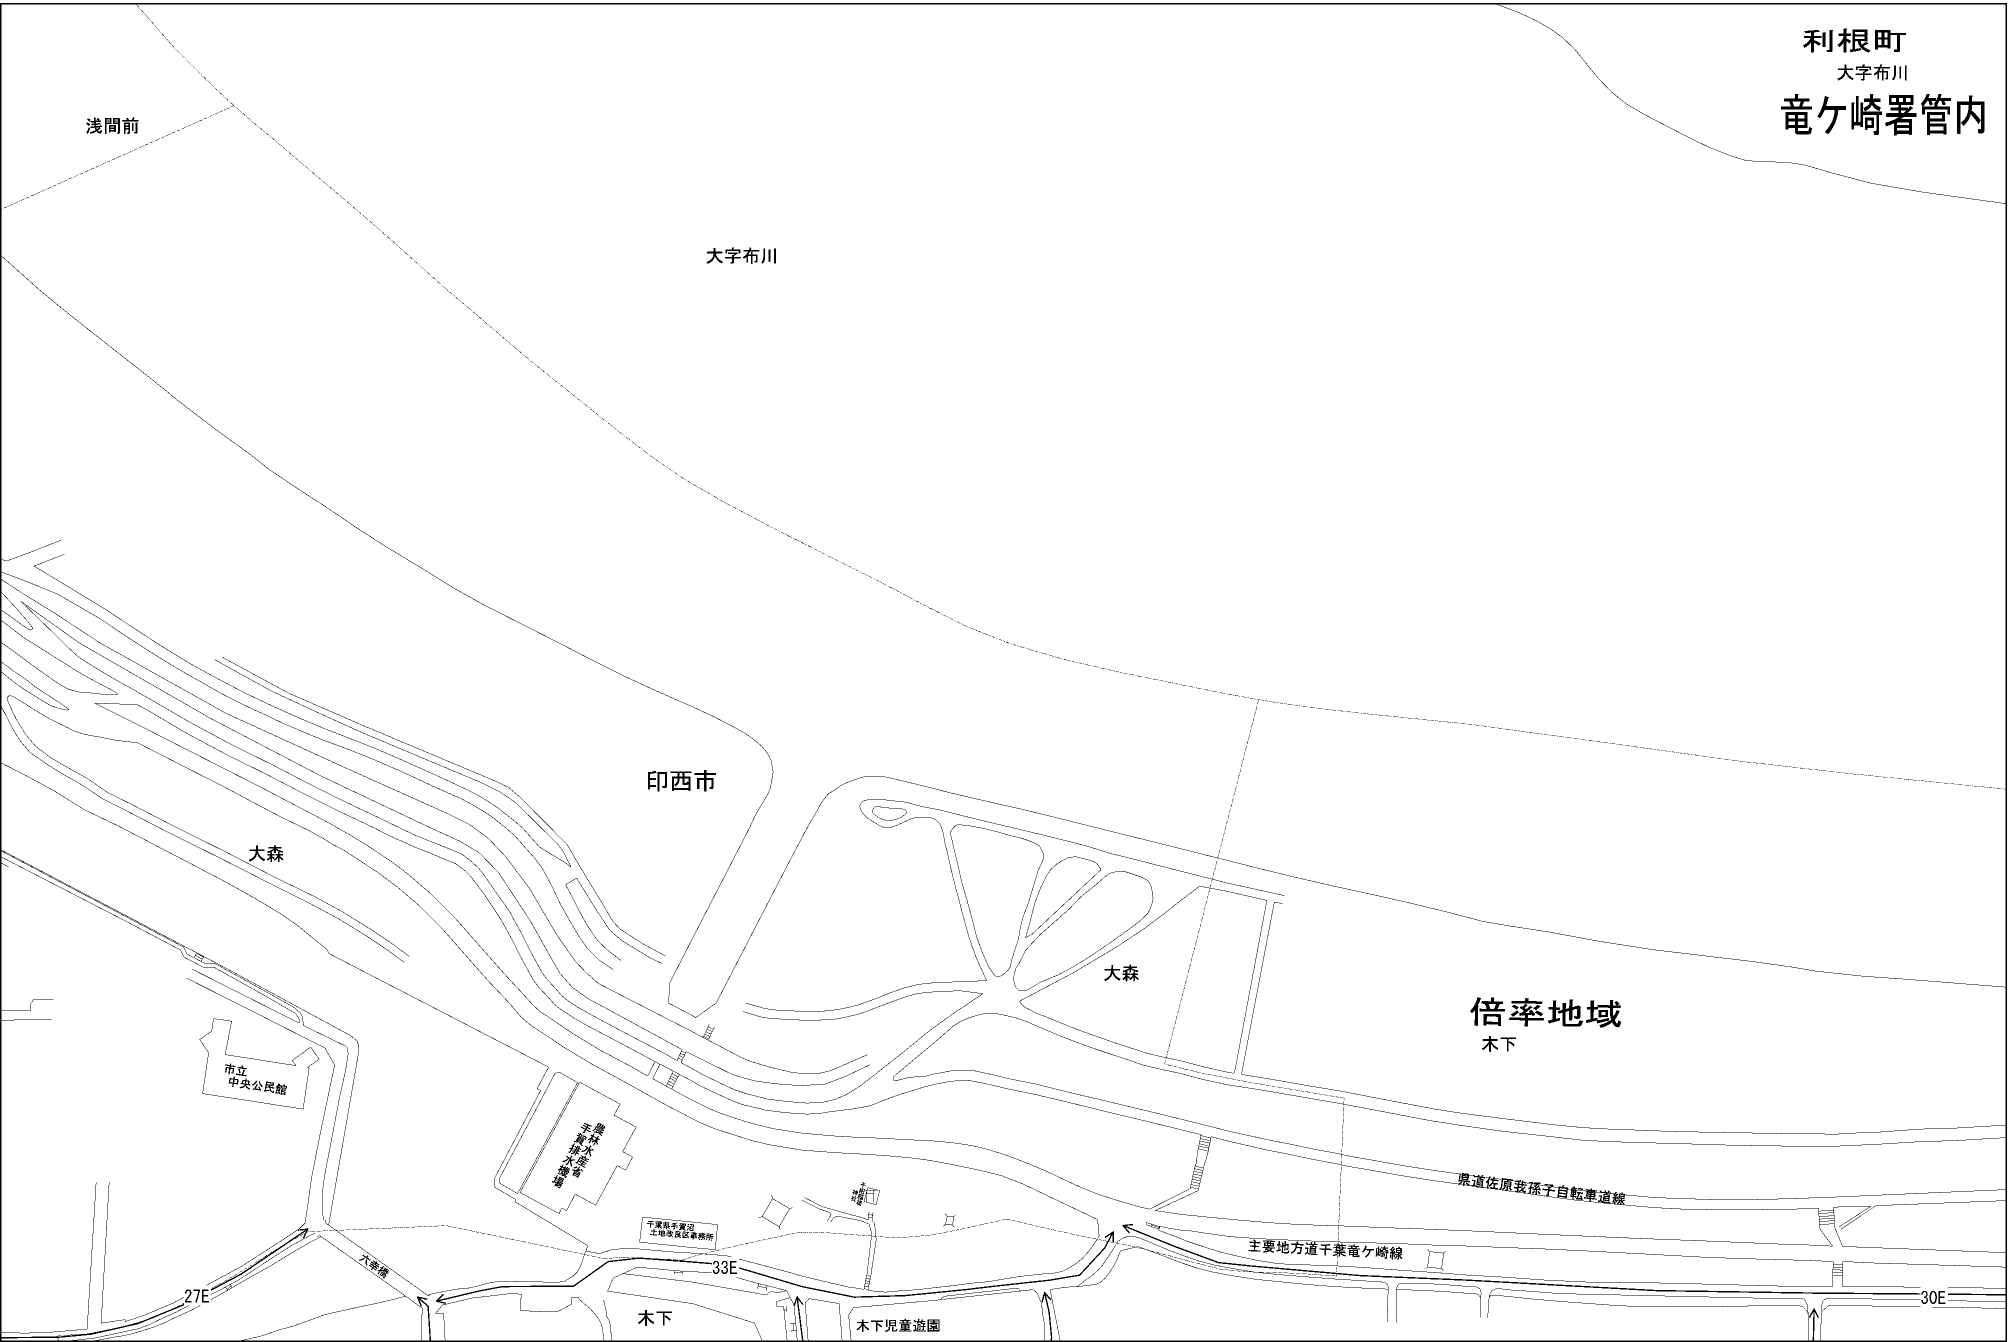 利根町
大字布川
竜ケ崎署管内
浅間前
大字布川
印西市
大森
大森
倍率地域
木下
市立
中央公民館
農林水産省
手賀排水機場
県道佐原我孫子自転車道線
千葉県手賀沼
土地改良区事務所
主要地方道千葉竜ケ崎線
六幸橋
33E
27E
30E
木下
木下児童遊園